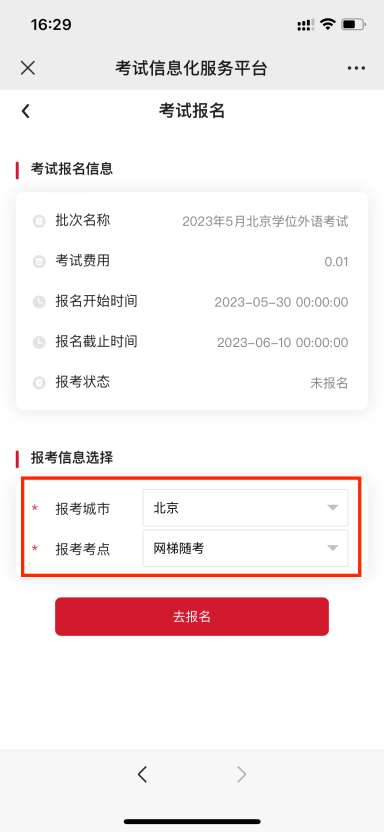 16:29
考试信息化服务平台
考试报名
考试报名信息
批次名称 2023年5月北京学位外语考试
考试费用 0.01
报名开始时间 2023-05-30 00:00:00
报名截止时间 2023-06-10 00:00:00
报考状态 未报名
报考信息选择
* 报考城市 北京
* 报考考点 网梯随考
去报名